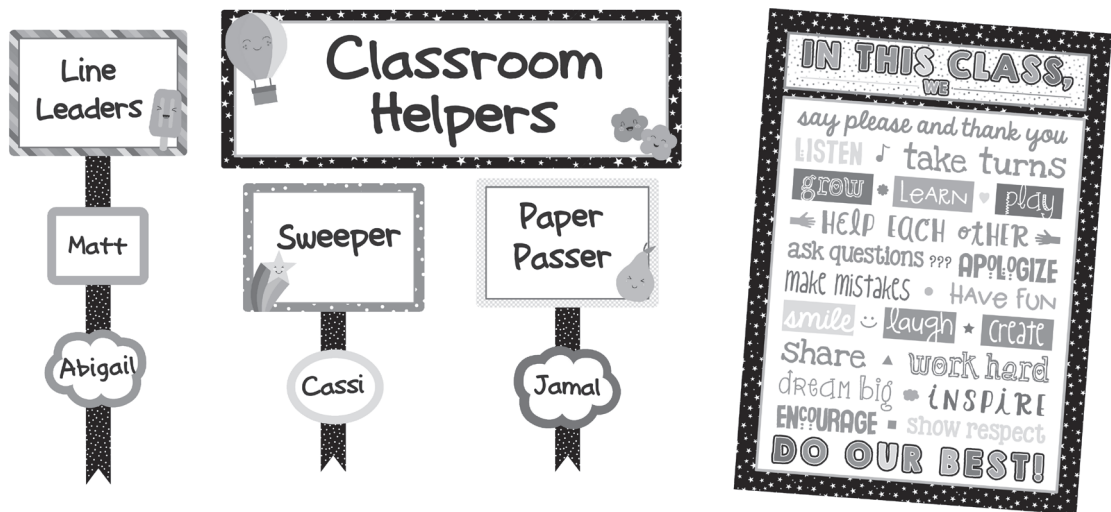 Line
Leaders
Matt
Abigail
Classroom
Helpers
Sweeper
Cassi
Paper
Passer
Jamal
IN THIS CLASS,
WE
say please and thank you
LISTEN take turns
grow LEARN play
HELP EACH OTHER
ask questions ??? APOLOGIZE
make mistakes HAVE FUN
smile laugh create
share work hard
dream big INSPIRE
ENCOURAGE show respect
DO OUR BEST!